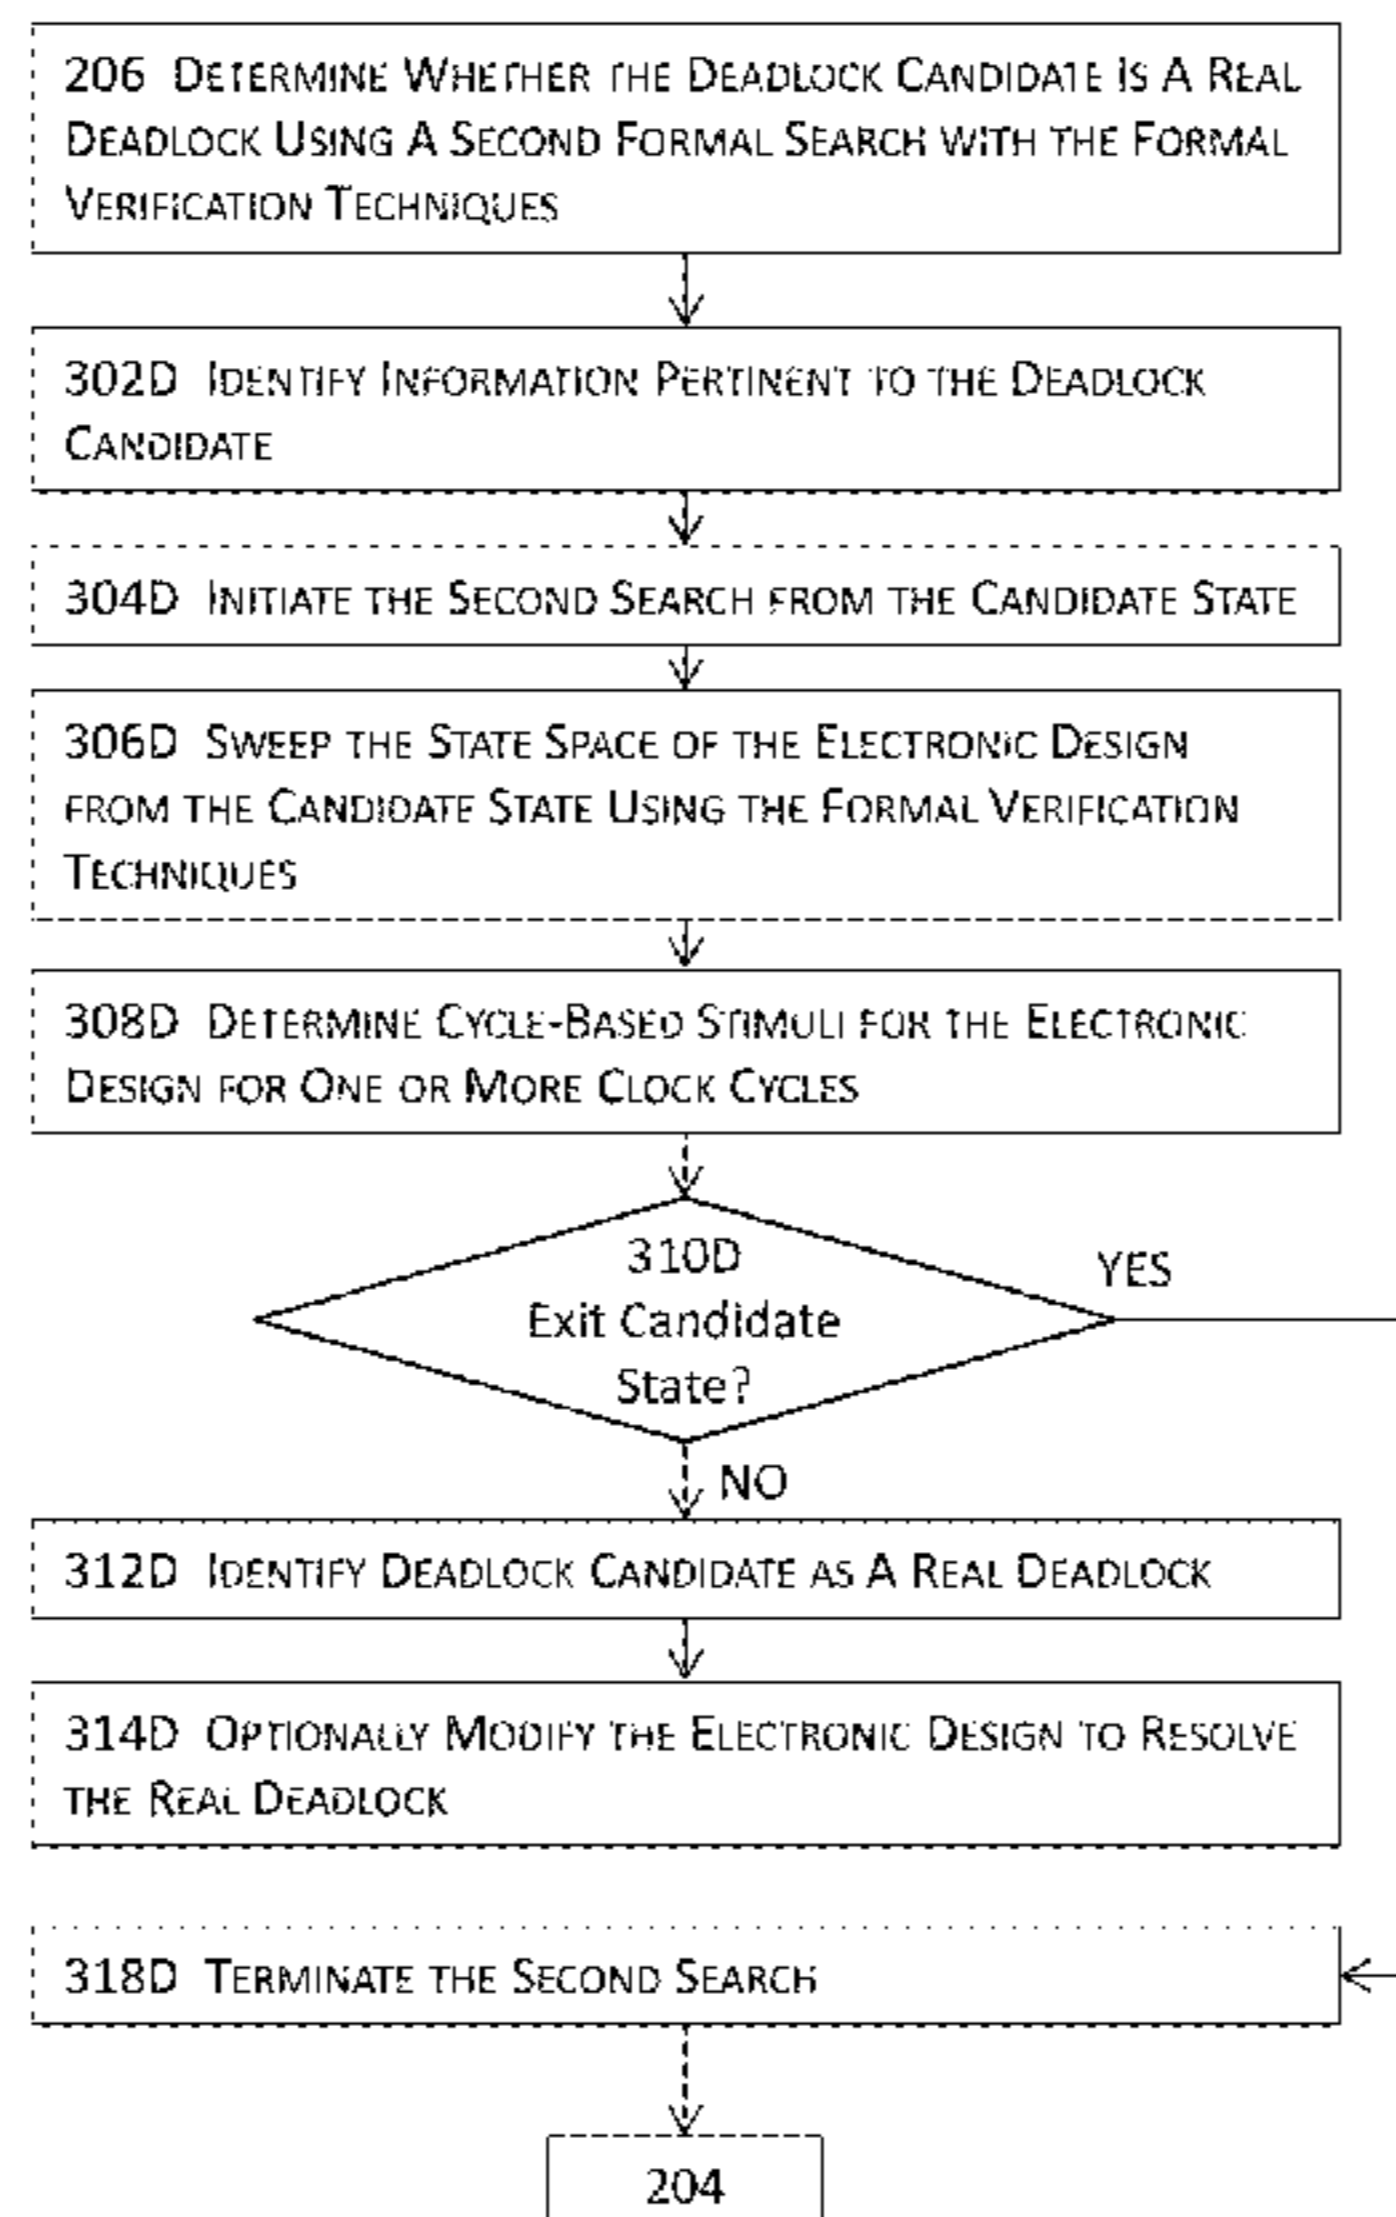 206 DETERMINE WHETHER THE DEADLOCK CANDIDATE IS A REAL
DEADLOCK USING A SECOND FORMAL SEARCH WITH THE FORMAL
VERIFICATION TECHNIQUES
302D IDENTIFY INFORMATION PERTINENT TO THE DEADLOCK
CANDIDATE
304D INITIATE THE SECOND SEARCH FROM THE CANDIDATE STATE
306D SWEEP THE STATE SPACE OF THE ELECTRONIC DESIGN
FROM THE CANDIDATE STATE USING THE FORMAL VERIFICATION
TECHNIQUES
308D DETERMINE CYCLE-BASED STIMULI FOR THE ELECTRONIC
DESIGN FOR ONE OR MORE CLOCK CYCLES
310D
Exit Candidate
State?
YES
NO
312D IDENTIFY DEADLOCK CANDIDATE AS A REAL DEADLOCK
314D OPTIONALLY MODIFY THE ELECTRONIC DESIGN TO RESOLVE
THE REAL DEADLOCK
318D TERMINATE THE SECOND SEARCH
204